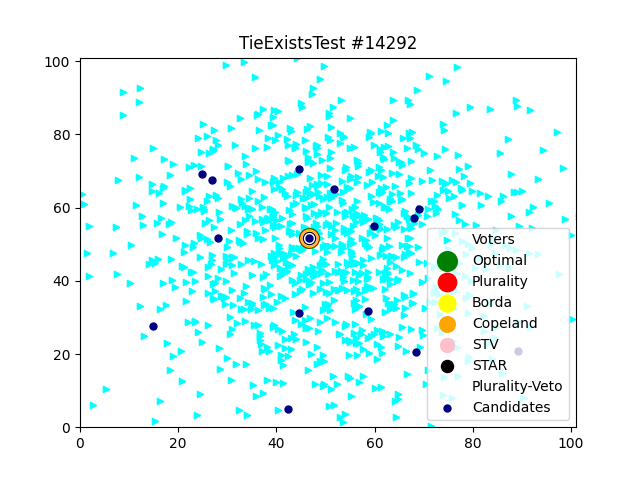 TieExistsTest #14292
100
80
60
40
20
0
0 20 40 60 80 100
Voters
Optimal
Plurality
Borda
Copeland
STV
STAR
Plurality-Veto
Candidates